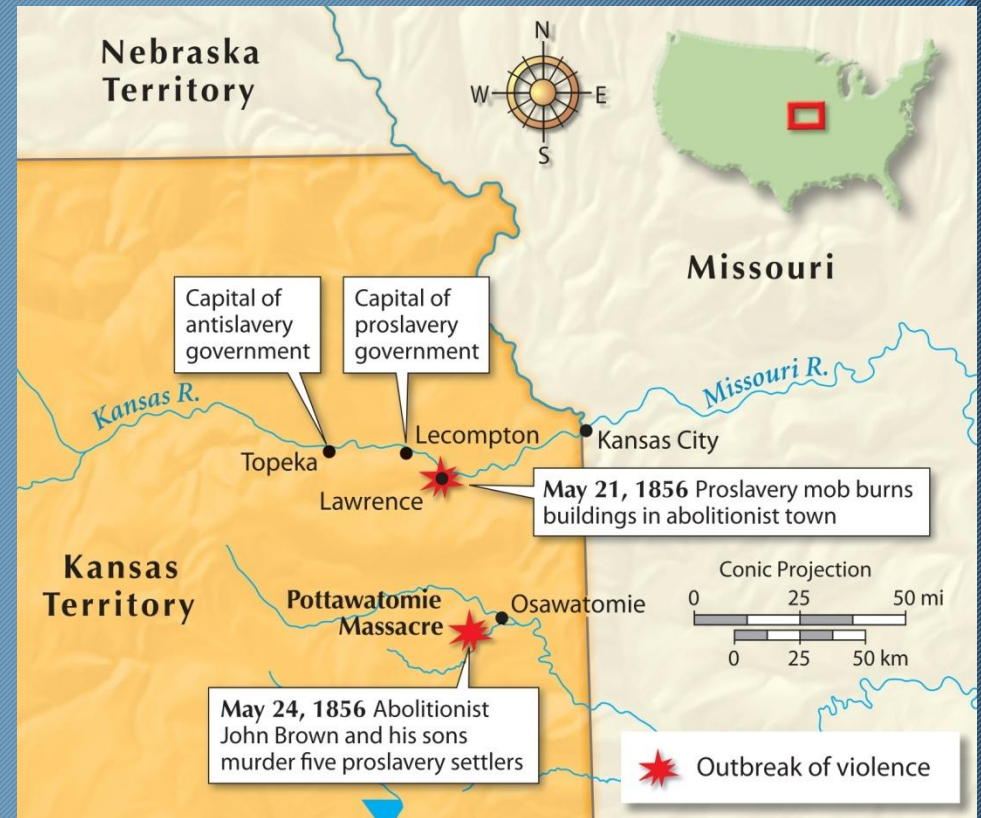 Nebraska
Territory
N
W
E
S
Missouri
Capital of
antislavery
government
Capital of
proslavery
government
Kansas R.
Missouri R.
Topeka
Lecompton
Kansas City
Lawrence
May 21, 1856 Proslavery mob burns
buildings in abolitionist town
Kansas
Territory
Pottawatomie
Massacre
Osawatomie
Conic Projection
0 25 50 mi
0 25 50 km
May 24, 1856 Abolitionist
John Brown and his sons
murder five proslavery settlers
Outbreak of violence